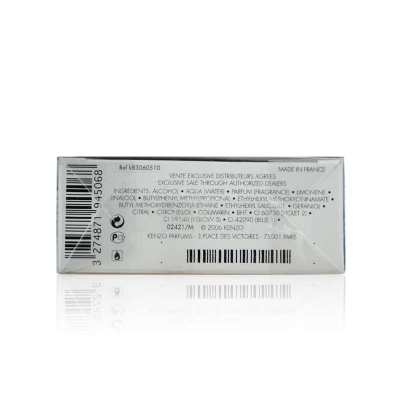 Ref k83060510
MADE IN FRANCE
VENTE EXCLUSIVE DISTRIBUTEURS AGREES
EXCLUSIVE SALE THROUGH AUTHORIZED DEALERS
INGREDIENTS: ALCOHOL • AQUA (WATER) • PARFUM (FRAGRANCE) • LIMONENE •
LINALOOL • BUTYLPHENYL METHYLPROPIONAL • ETHYLHEXYL METHOXYCINNAMATE •
BUTYL METHOXYDIBENZOYLMETHANE • ETHYLHEXYL SALICYLATE • GERANIOL •
CITRAL • CITRONELLOL • COUMARIN • BHT • CI 60730 (VIOLET 2) •
CI 19140 (YELLOW 5) • CI 42090 (BLUE 1)
02421/M © 2006 KENZO
KENZO PARFUMS - 3, PLACE DES VICTOIRES - 75001 PARIS
3 274871 945068